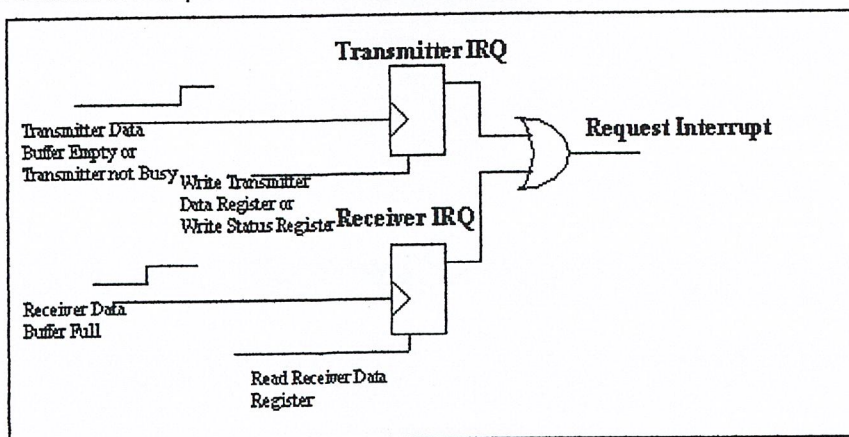 Transmitter IRQ
Transmitter Data
Buffer Empty or
Transmitter not Busy
Write Transmitter
Data Register or
Write Status Register
Request Interrupt
Receiver IRQ
Receiver Data
Buffer Full
Read Receiver Data
Register